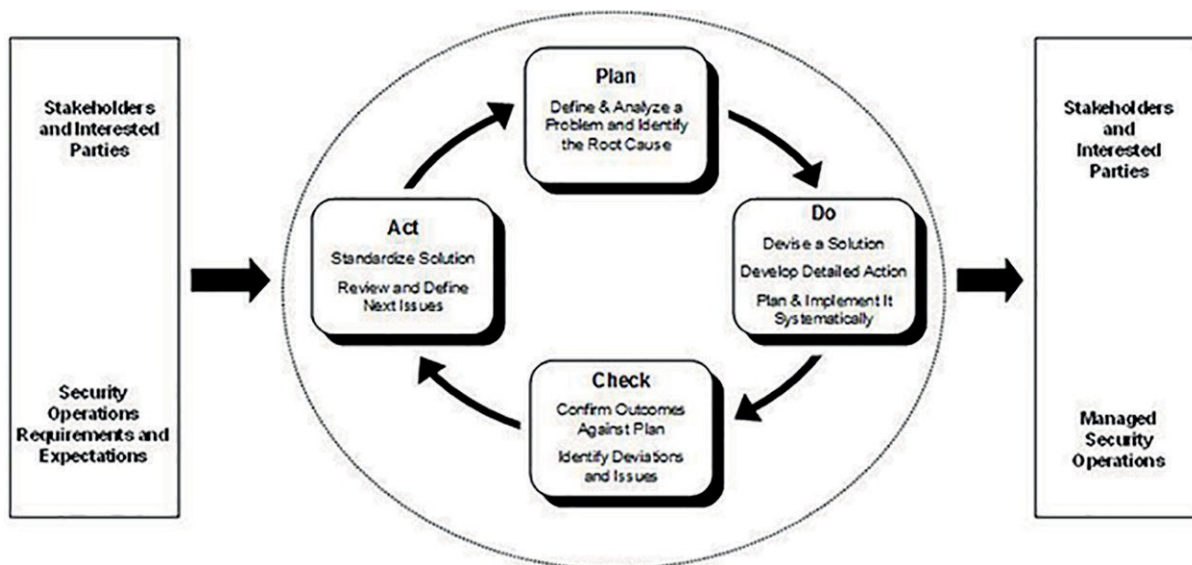 Stakeholders
and Interested
Parties
Security
Operations
Requirements and
Expectations
Plan
Define & Analyze a
Problem and Identify
the Root Cause
Act
Standardize Solution
Review and Define
Next Issues
Do
Devise a Solution
Develop Detailed Action
Plan & Implement It
Systematically
Check
Confirm Outcomes
Against Plan
Identify Deviations
and Issues
Stakeholders
and
Interested
Parties
Managed
Security
Operations